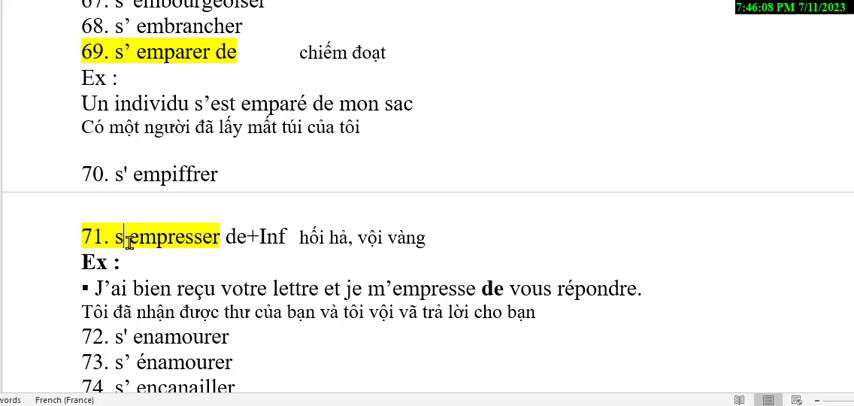 7:46:08 PM 7/11/2023
67. s' embourgeoiser
68. s' embrancher
69. s’ emparer de chiếm đoạt
Ex :
Un individu s’est emparé de mon sac
Có một người đã lấy mất túi của tôi
70. s' empiffrer
71. s empresser de+Inf hối hả, vội vàng
Ex :
▪ J’ai bien reçu votre lettre et je m’empresse de vous répondre.
Tôi đã nhận được thư của bạn và tôi vội vã trả lời cho bạn
72. s' enamourer
73. s’ énamourer
74. s’ encanailler
words French (France)